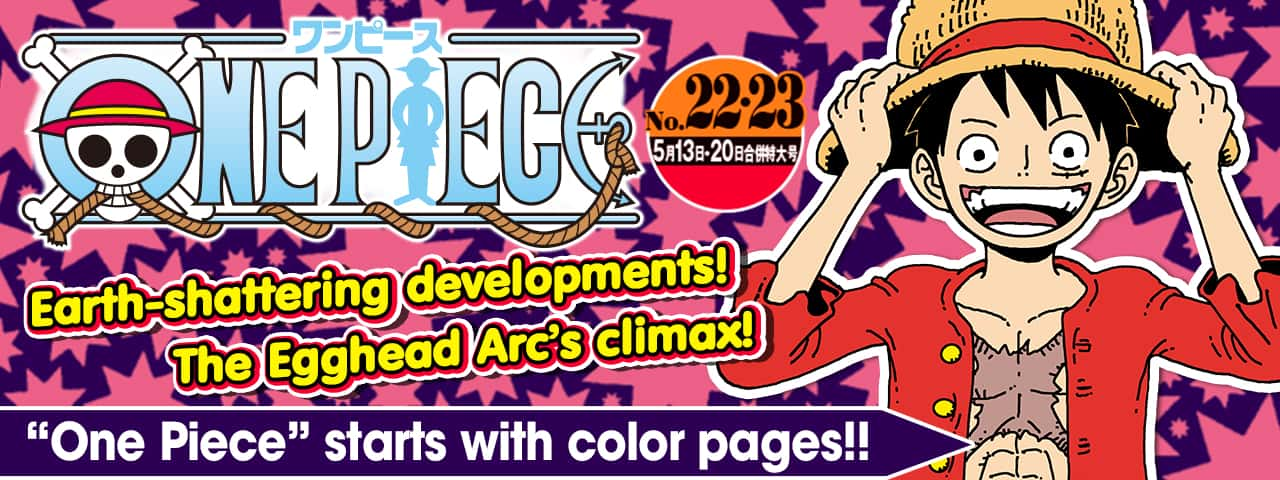 ワンピース
ONE PIECE
No. 22・23
5月13日・20日合併特大号
Earth-shattering developments!
The Egghead Arc's climax!
“One Piece” starts with color pages!!